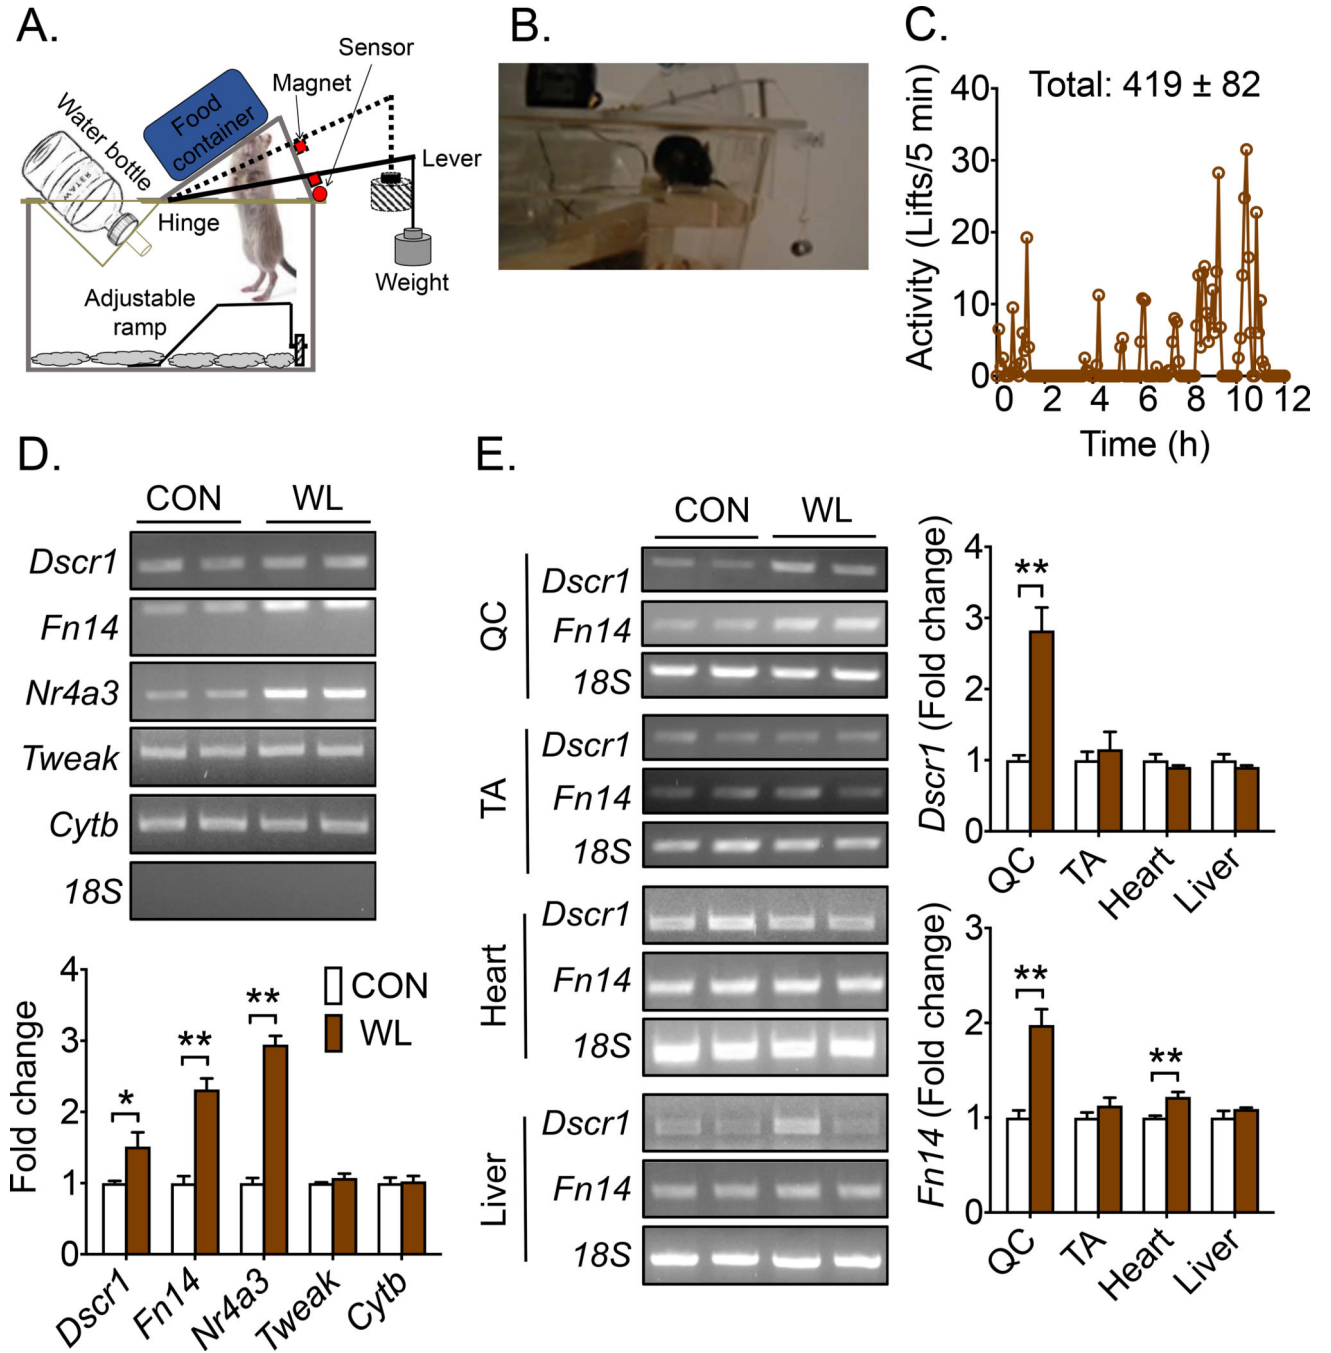 A.
Sensor
Magnet
Water bottle
Food
container
WATER
Lever
Hinge
Weight
Adjustable
ramp
B.
C.
Total: 419 ± 82
Activity (Lifts/5 min)
40
30
20
10
0
0 2 4 6 8 10 12
Time (h)
D.
CON WL
Dscr1
Fn14
Nr4a3
Tweak
Cytb
18S
Fold change
4
3
2
1
0
CON
WL
* ** **
Dscr1 Fn14 Nr4a3 Tweak Cytb
E.
CON WL
QC
Dscr1
Fn14
18S
TA
Dscr1
Fn14
18S
Heart
Dscr1
Fn14
18S
Liver
Dscr1
Fn14
18S
Dscr1 (Fold change)
4
3
2
1
0
**
QC TA Heart Liver
Fn14 (Fold change)
3
2
1
0
** **
QC TA Heart Liver